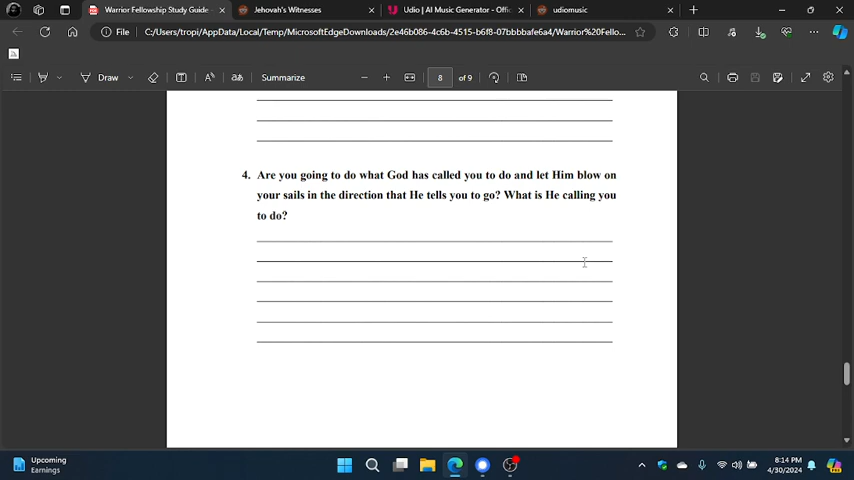 Warrior Fellowship Study Guide -
Jehovah's Witnesses
Udio | AI Music Generator - Offic
udiomusic
File
C:/Users/tropi/AppData/Local/Temp/MicrosoftEdgeDownloads/2e46b086-4c6b-4515-b6f8-07bbbbafe6a4/Warrior%20Fello...
Draw
Summarize
8 of 9
4. Are you going to do what God has called you to do and let Him blow on
your sails in the direction that He tells you to go? What is He calling you
to do?
Upcoming
Earnings
8:14 PM
4/30/2024